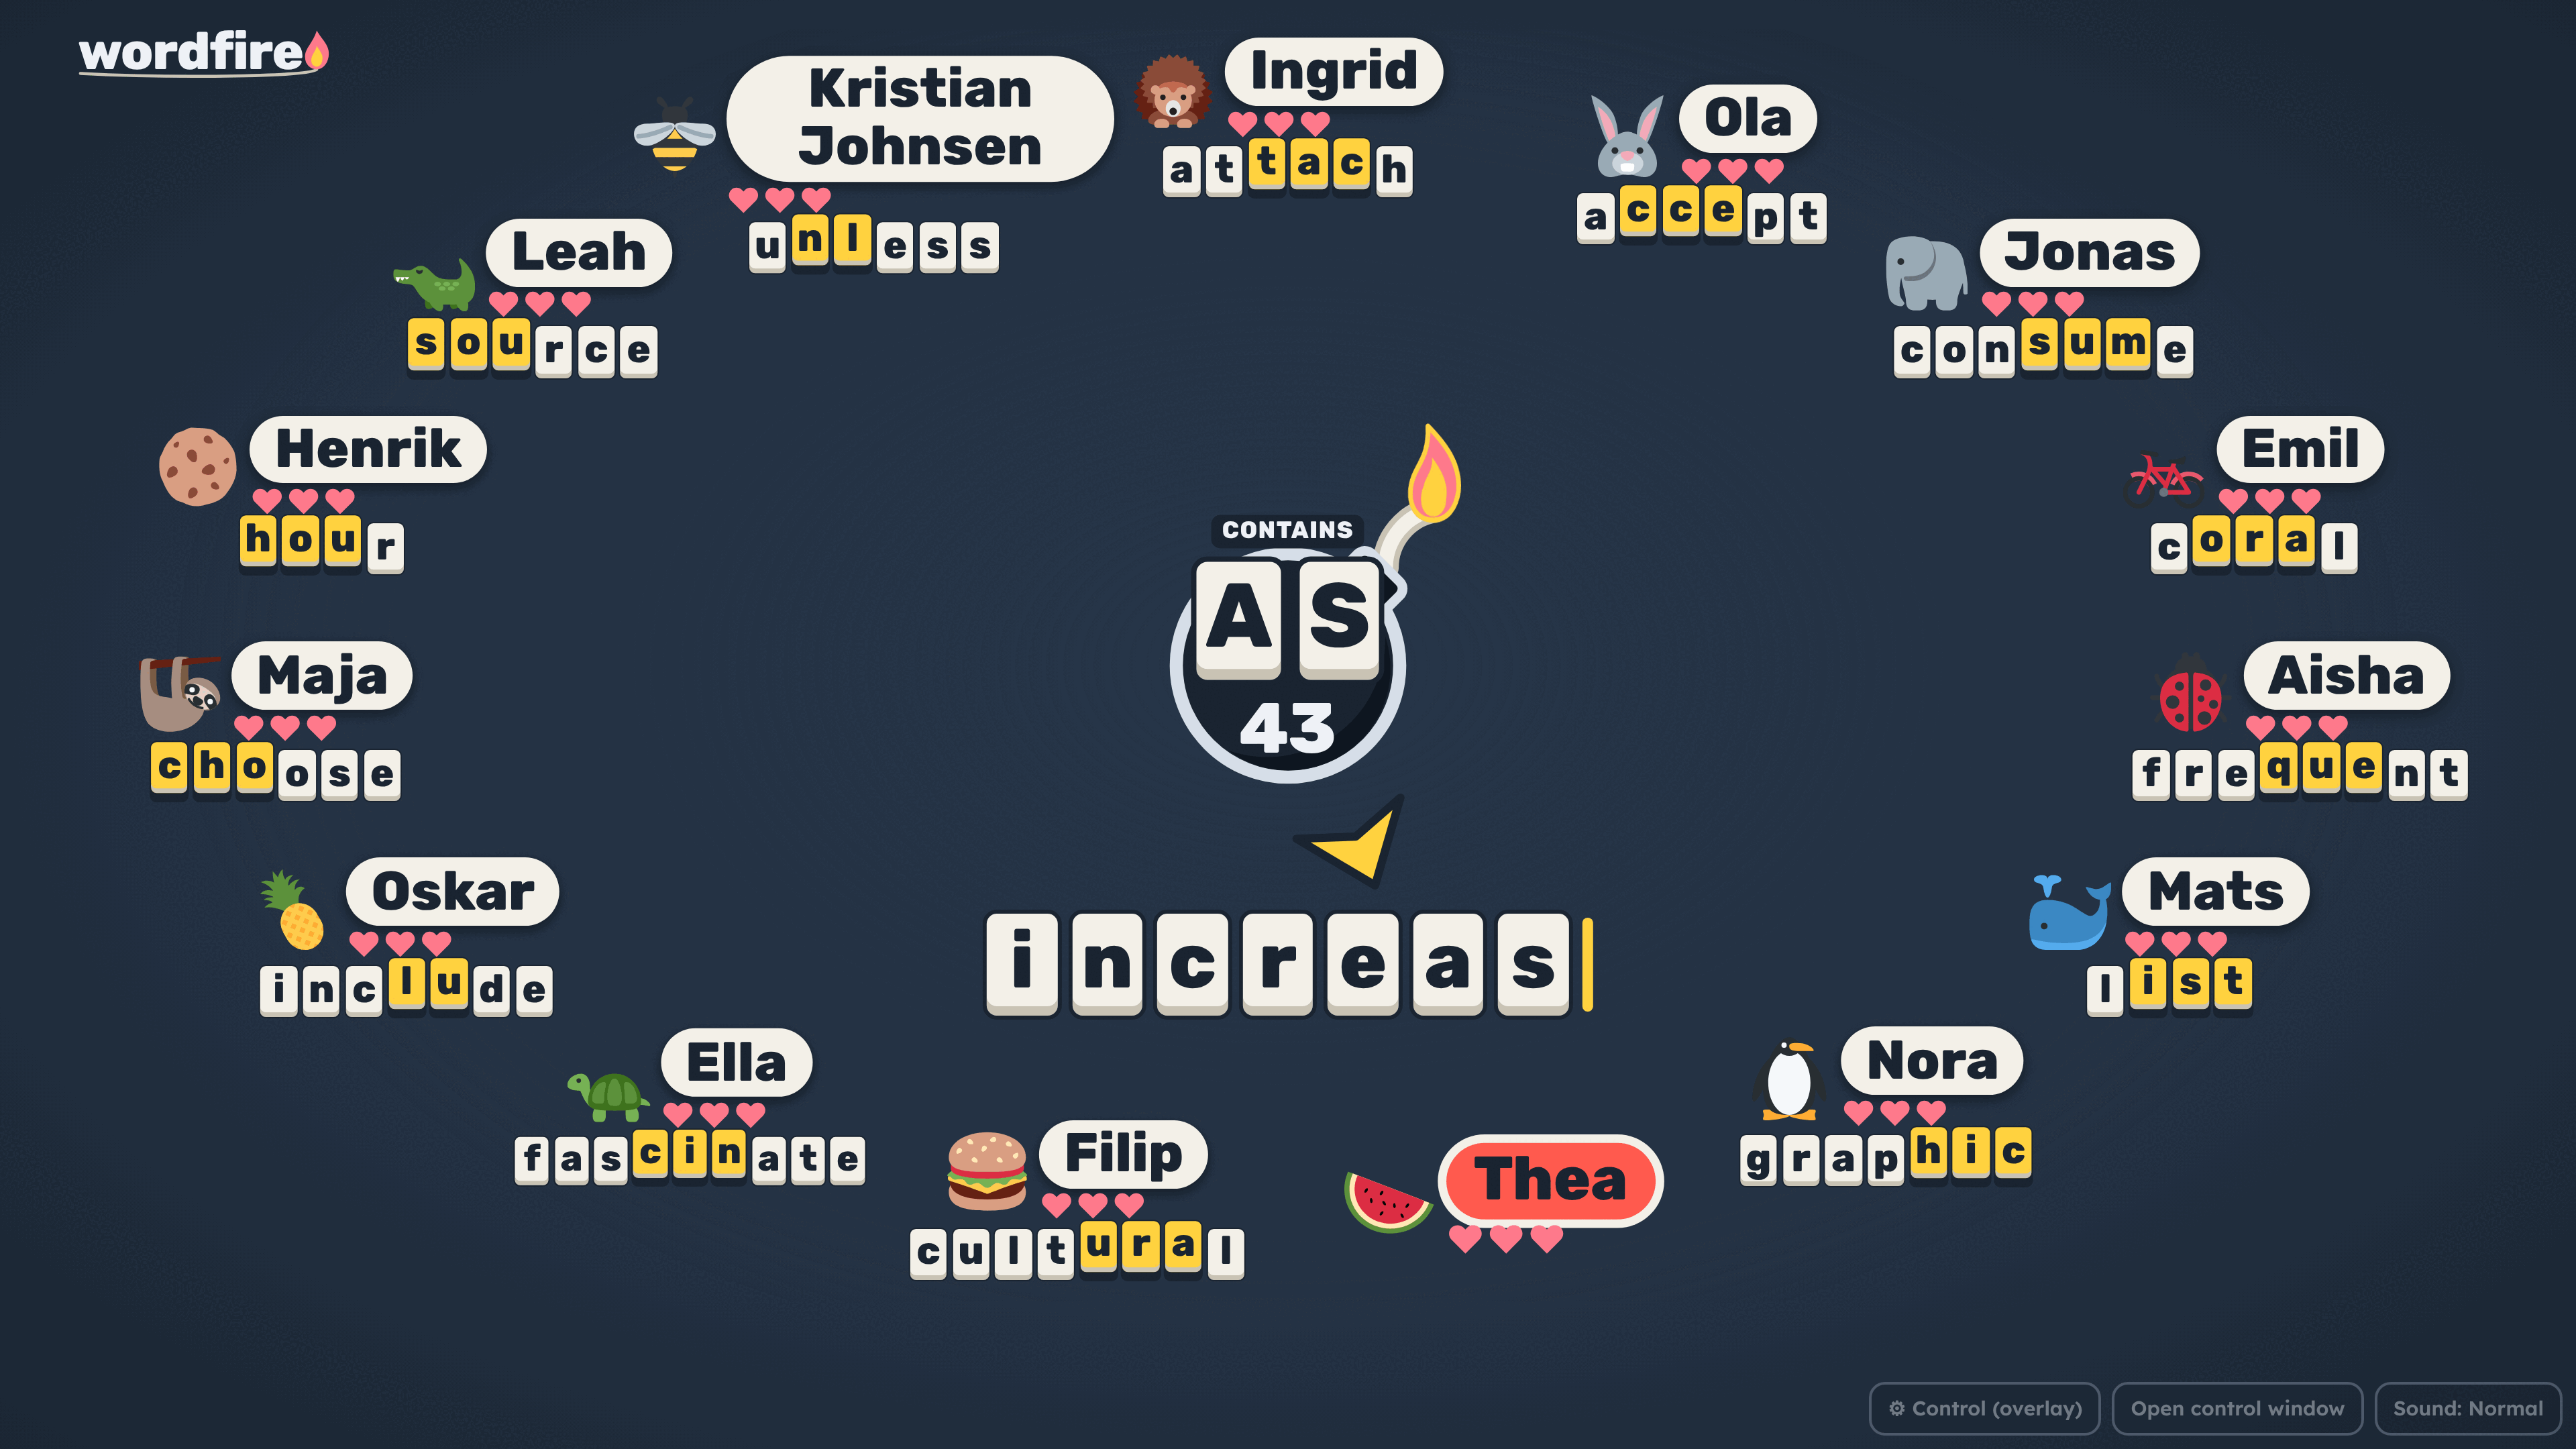 wordfire
Kristian
Johnsen
unless
Ingrid
attach
Ola
accept
Leah
source
Jonas
consume
Henrik
hour
Emil
coral
CONTAINS
AS
43
Maja
choose
Aisha
frequent
Oskar
include
increas
Mats
list
Ella
fascinate
Nora
graphic
Filip
cultural
Thea
⚙ Control (overlay)
Open control window
Sound: Normal